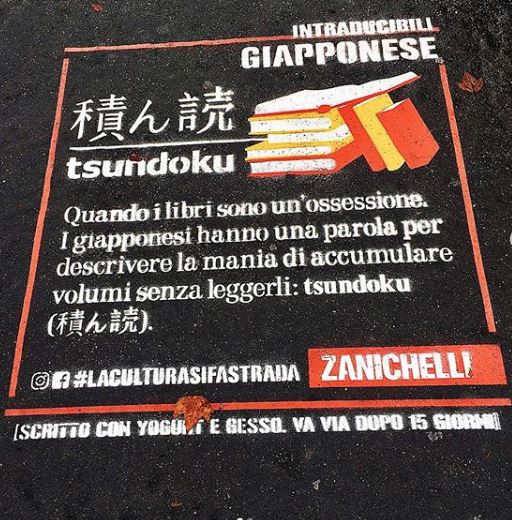 INTRADUCIBILI
GIAPPONESE
積ん読
tsundoku
Quando i libri sono un'ossessione.
I giapponesi hanno una parola per
descrivere la mania di accumulare
volumi senza leggerli: tsundoku
(積ん読).
#LACULTURASIFASTRADA
ZANICHELLI
[SCRITTO CON YOGURT E GESSO. VA VIA DOPO 15 GIORNI]